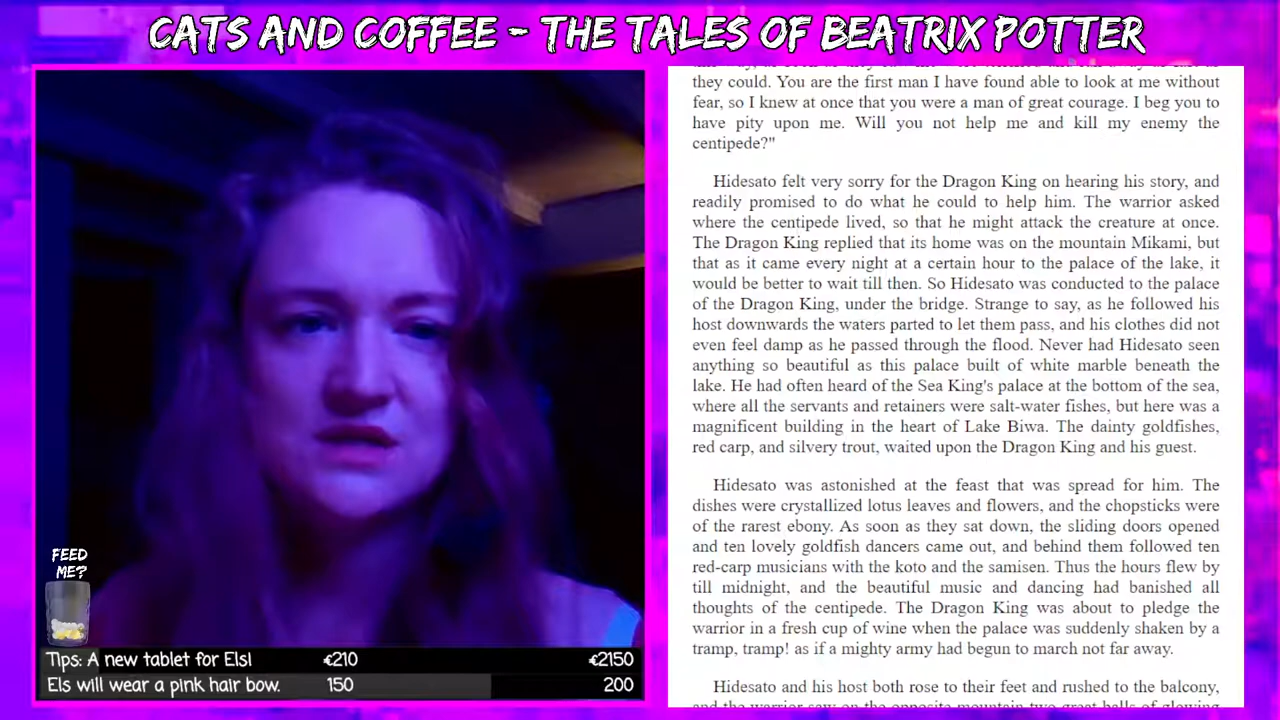 CATS AND COFFEE - THE TALES OF BEATRIX POTTER
they could. You are the first man I have found able to look at me without
fear, so I knew at once that you were a man of great courage. I beg you to
have pity upon me. Will you not help me and kill my enemy the
centipede?"
Hidesato felt very sorry for the Dragon King on hearing his story, and
readily promised to do what he could to help him. The warrior asked
where the centipede lived, so that he might attack the creature at once.
The Dragon King replied that its home was on the mountain Mikami, but
that as it came every night at a certain hour to the palace of the lake, it
would be better to wait till then. So Hidesato was conducted to the palace
of the Dragon King, under the bridge. Strange to say, as he followed his
host downwards the waters parted to let them pass, and his clothes did not
even feel damp as he passed through the flood. Never had Hidesato seen
anything so beautiful as this palace built of white marble beneath the
lake. He had often heard of the Sea King's palace at the bottom of the sea,
where all the servants and retainers were salt-water fishes, but here was a
magnificent building in the heart of Lake Biwa. The dainty goldfishes,
red carp, and silvery trout, waited upon the Dragon King and his guest.
Hidesato was astonished at the feast that was spread for him. The
dishes were crystallized lotus leaves and flowers, and the chopsticks were
of the rarest ebony. As soon as they sat down, the sliding doors opened
and ten lovely goldfish dancers came out, and behind them followed ten
red-carp musicians with the koto and the samisen. Thus the hours flew by
till midnight, and the beautiful music and dancing had banished all
thoughts of the centipede. The Dragon King was about to pledge the
warrior in a fresh cup of wine when the palace was suddenly shaken by a
tramp, tramp! as if a mighty army had begun to march not far away.
Hidesato and his host both rose to their feet and rushed to the balcony,
and the warrior saw on the opposite mountain two great balls of glowing
FEED
ME?
Tips: A new tablet for Els! €210 €2150
Els will wear a pink hair bow. 150 200